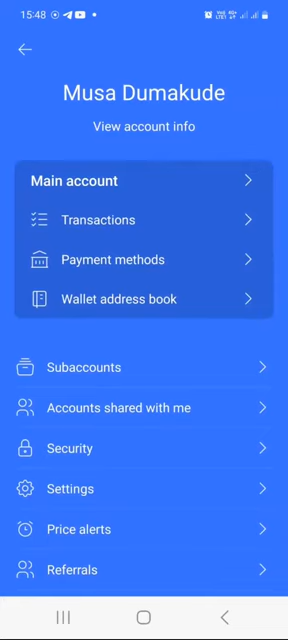 15:48
Musa Dumakude
View account info
Main account
Transactions
Payment methods
Wallet address book
Subaccounts
Accounts shared with me
Security
Settings
Price alerts
Referrals